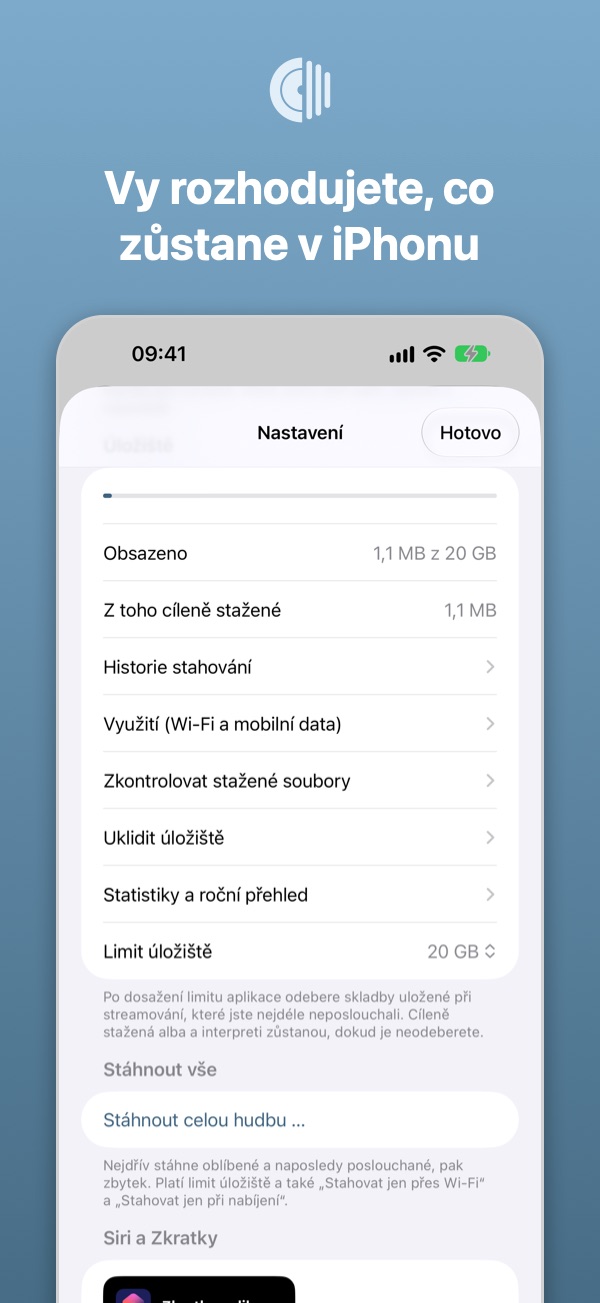 Vy rozhodujete, co
zůstane v iPhonu
09:41
Nastavení
Hotovo
Obsazeno
1,1 MB z 20 GB
Z toho cíleně stažené
1,1 MB
Historie stahování
Využití (Wi-Fi a mobilní data)
Zkontrolovat stažené soubory
Uklidit úložiště
Statistiky a roční přehled
Limit úložiště
20 GB
Po dosažení limitu aplikace odebere skladby uložené při
streamování, které jste nejdéle neposlouchali. Cíleně
stažená alba a interpreti zůstanou, dokud je neodeberete.
Stáhnout vše
Stáhnout celou hudbu ...
Nejdřív stáhne oblíbené a naposledy poslouchané, pak
zbytek. Platí limit úložiště a také „Stahovat jen přes Wi-Fi“
a „Stahovat jen při nabíjení“.
Siri a Zkratky